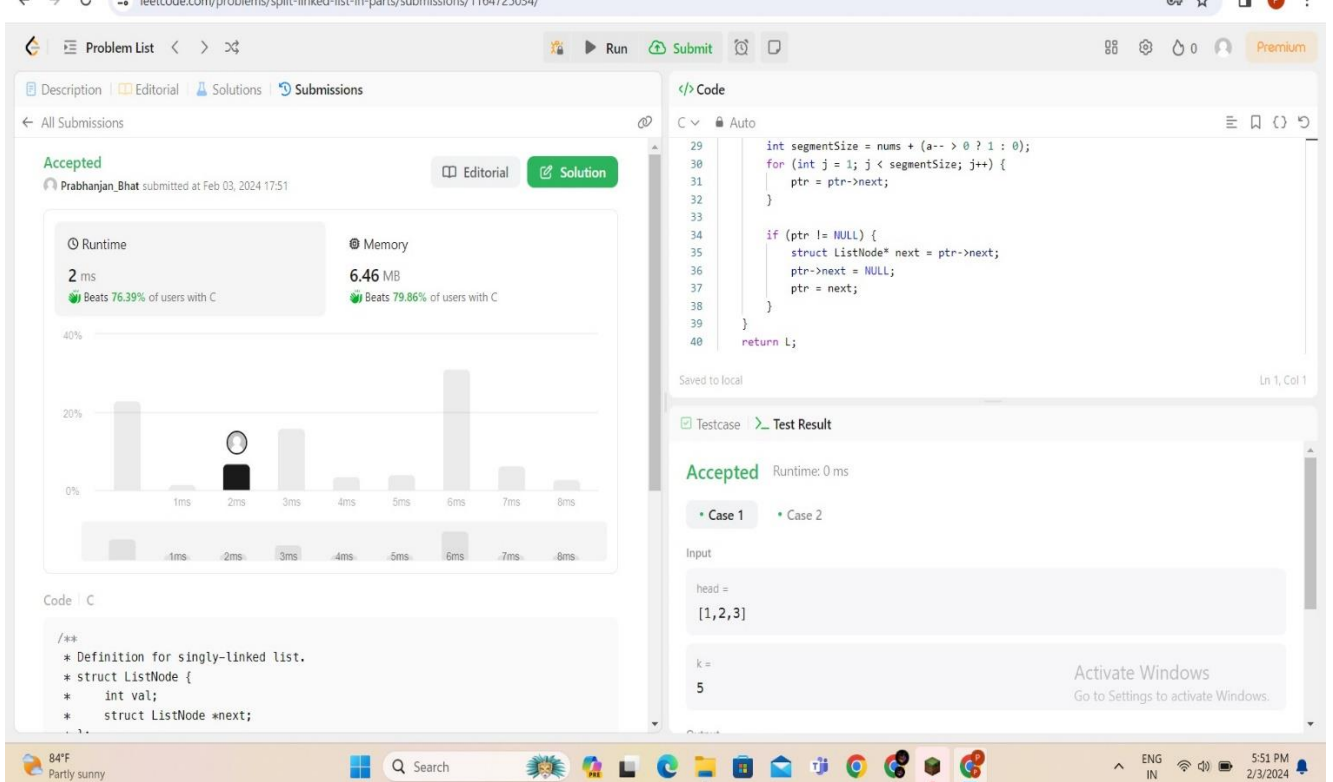 leetcode.com/problems/split-linked-list-in-parts/submissions/1164725034/
Problem List Run Submit 0 Premium
Description Editorial Solutions Submissions
All Submissions
Accepted
Prabhanjan_Bhat submitted at Feb 03, 2024 17:51
Editorial
Solution
Runtime
2 ms
Beats 76.39% of users with C
Memory
6.46 MB
Beats 79.86% of users with C
40%
20%
0%
1ms 2ms 3ms 4ms 5ms 6ms 7ms 8ms
1ms 2ms 3ms 4ms 5ms 6ms 7ms 8ms
Code C
/**
* Definition for singly-linked list.
* struct ListNode {
*     int val;
*     struct ListNode *next;
</> Code
C Auto
29 int segmentSize = nums + (a-- > 0 ? 1 : 0);
30 for (int j = 1; j < segmentSize; j++) {
31     ptr = ptr->next;
32 }
33
34 if (ptr != NULL) {
35     struct ListNode* next = ptr->next;
36     ptr->next = NULL;
37     ptr = next;
38 }
39 }
40 return L;
Saved to local Ln 1, Col 1
Testcase >_ Test Result
Accepted Runtime: 0 ms
• Case 1 • Case 2
Input
head =
[1,2,3]
k =
5
Activate Windows
Go to Settings to activate Windows.
84°F
Partly sunny
Search
ENG
IN
5:51 PM
2/3/2024